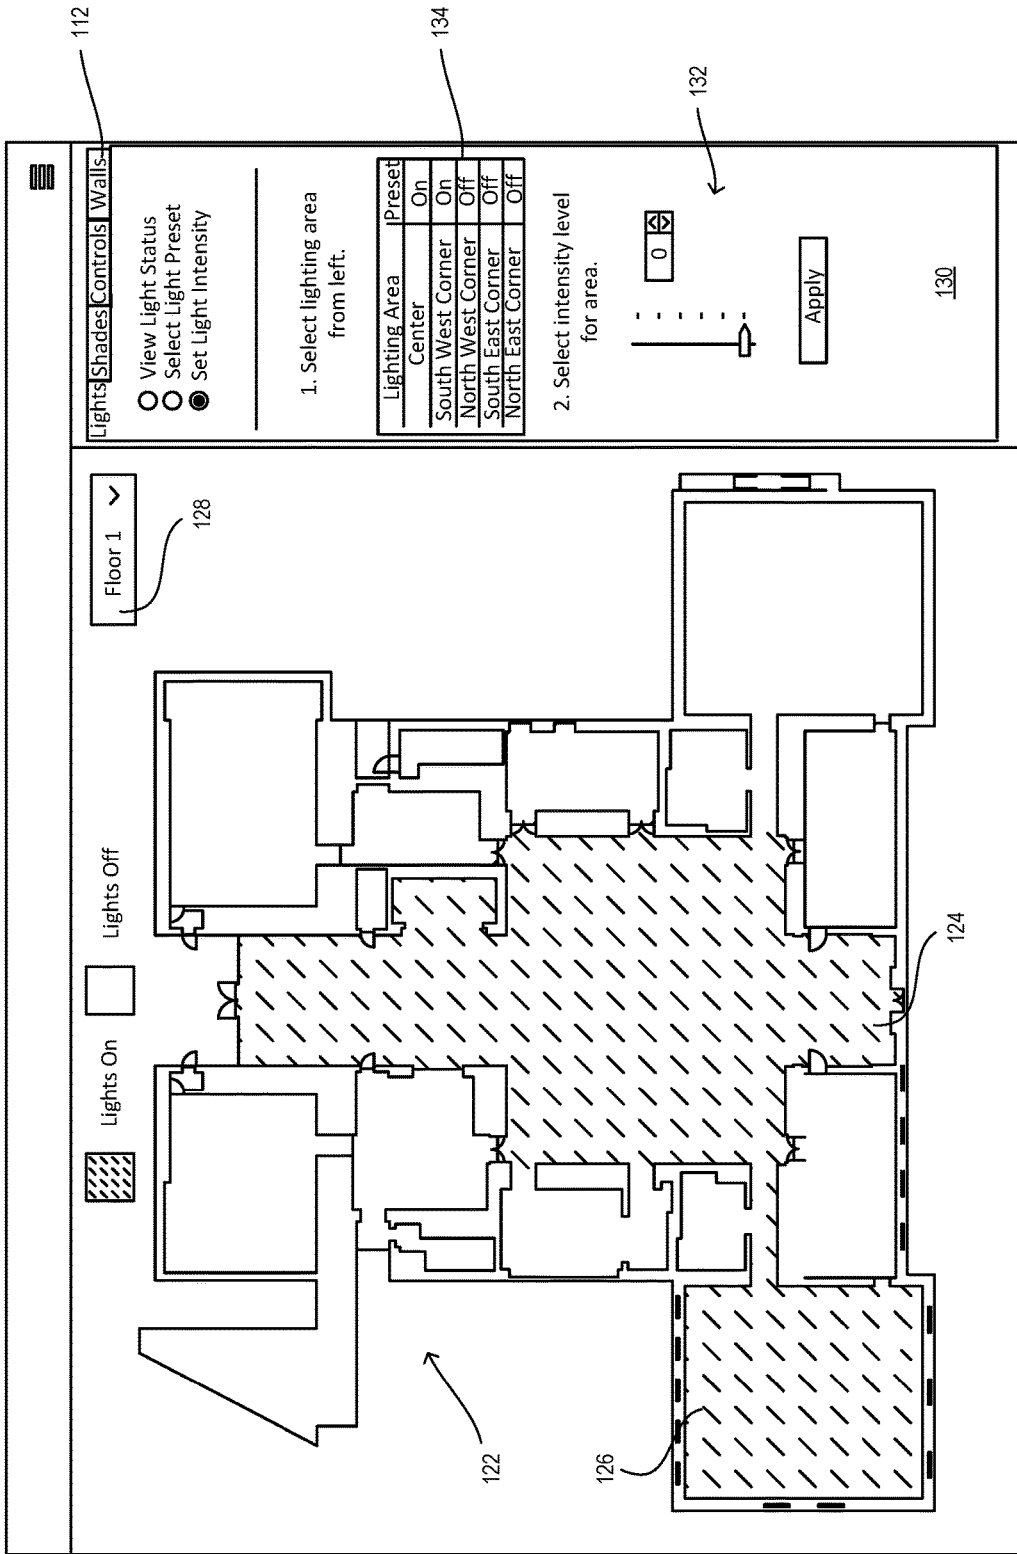 Lights On
Lights Off
Floor 1
128
122
126
124
Lights Shades Controls Walls
112
View Light Status
Select Light Preset
Set Light Intensity
1. Select lighting area
from left.
Lighting Area Preset
Center On
South West Corner On
North West Corner Off
South East Corner Off
North East Corner Off
134
2. Select intensity level
for area.
0
132
Apply
130